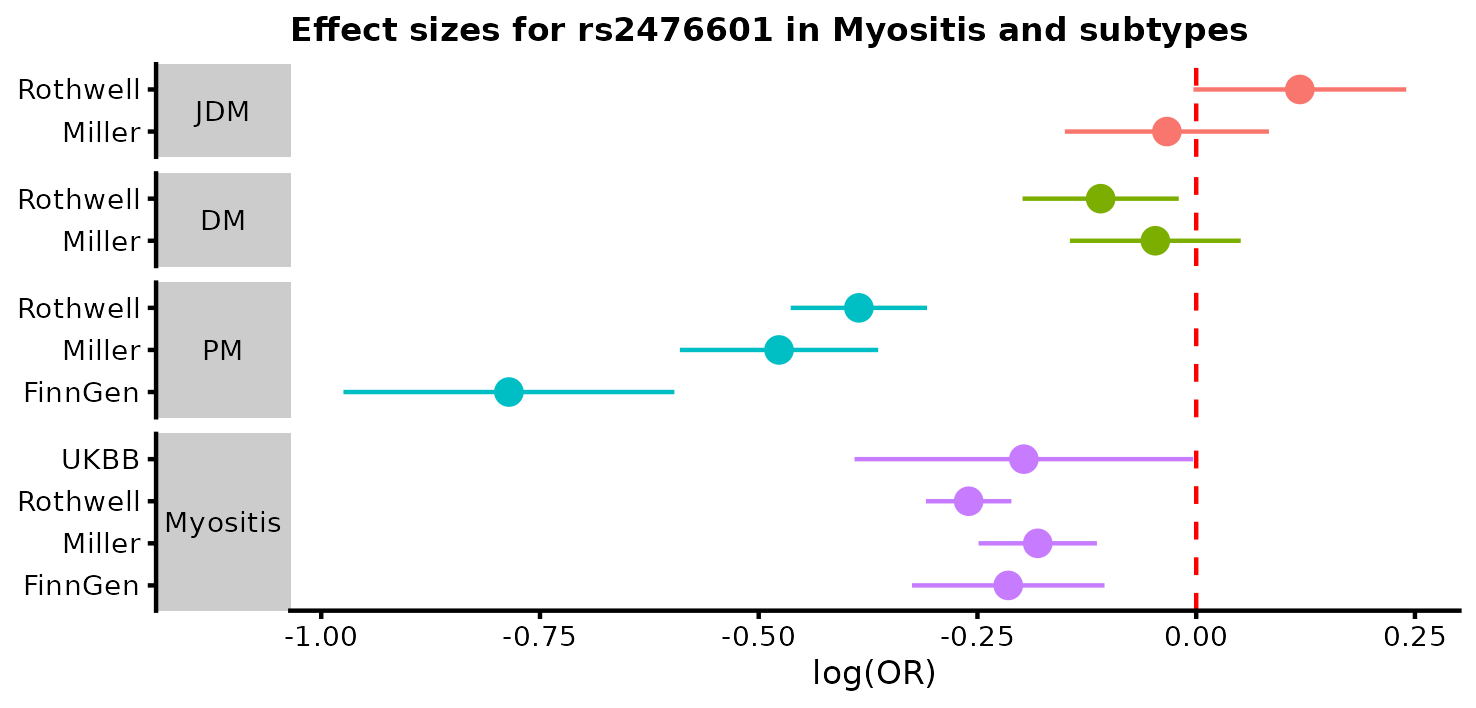 Effect sizes for rs2476601 in Myositis and subtypes
Rothwell
Miller
JDM
Rothwell
Miller
DM
Rothwell
Miller
FinnGen
PM
UKBB
Rothwell
Miller
FinnGen
Myositis
-1.00 -0.75 -0.50 -0.25 0.00 0.25
log(OR)